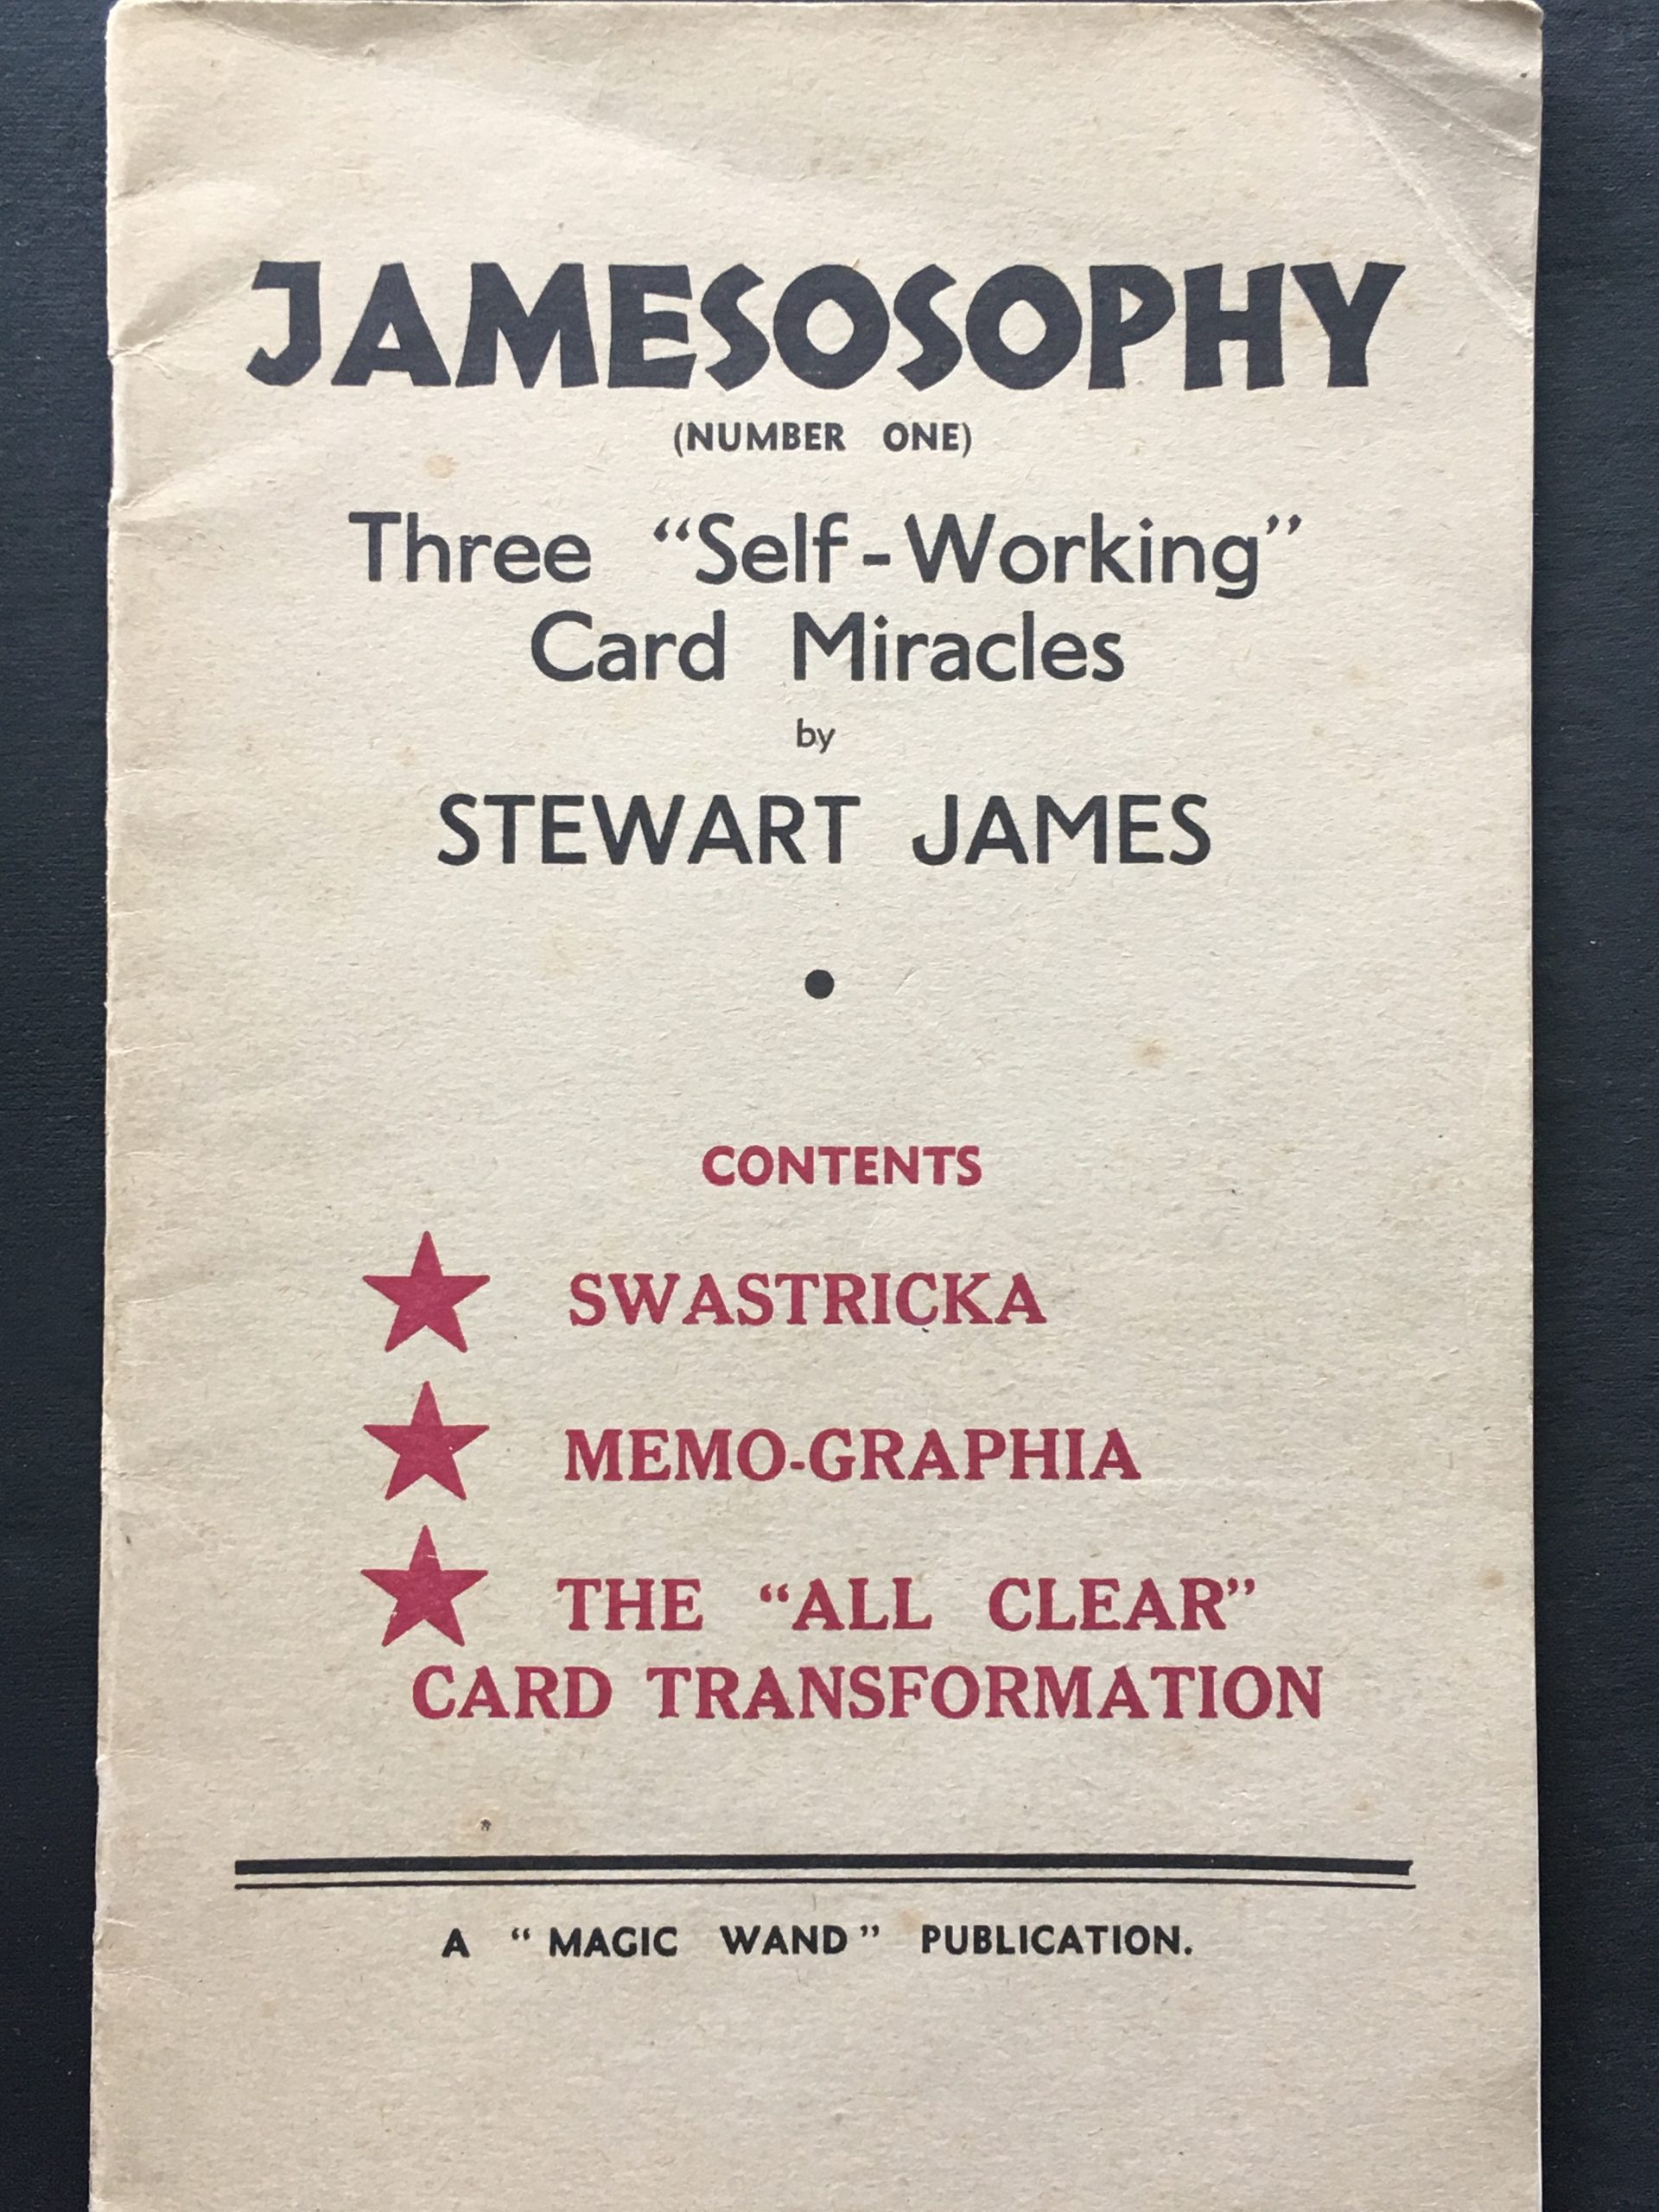 JAMESOSOPHY
(NUMBER ONE)
Three “Self-Working”
Card Miracles
by
STEWART JAMES
CONTENTS
SWASTRICKA
MEMO-GRAPHIA
THE “ALL CLEAR”
CARD TRANSFORMATION
A “MAGIC WAND” PUBLICATION.